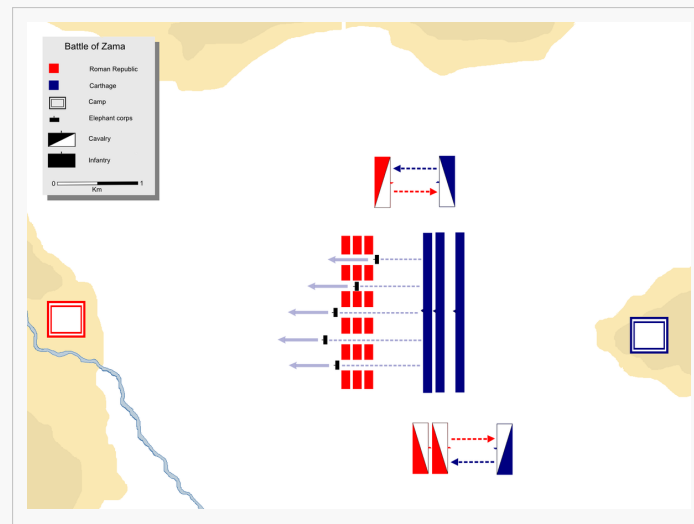 Battle of Zama
Roman Republic
Carthage
Camp
Elephant corps
Cavalry
Infantry
0 1
Km